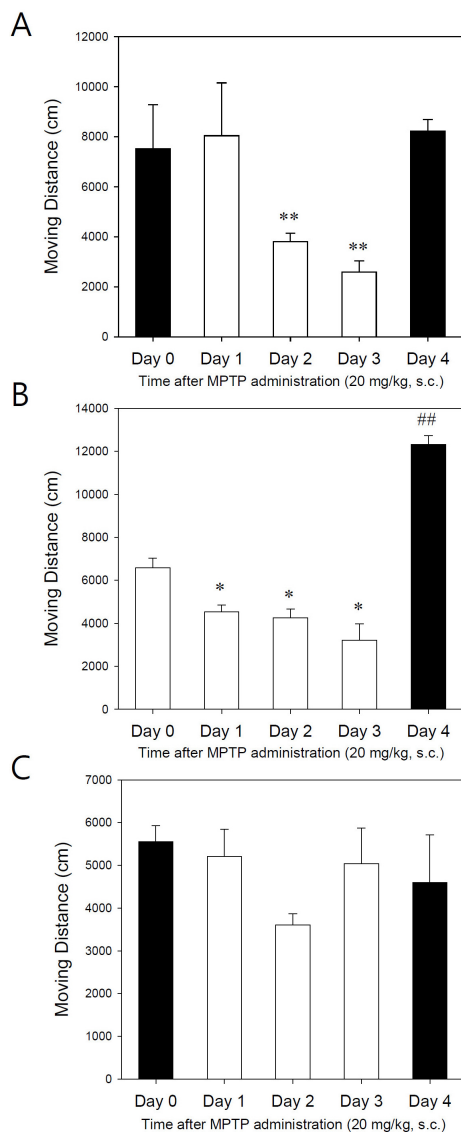 A
12000
10000
8000
6000
4000
2000
0
Moving Distance (cm)
**
**
Day 0 Day 1 Day 2 Day 3 Day 4
Time after MPTP administration (20 mg/kg, s.c.)
B
14000
12000
10000
8000
6000
4000
2000
0
Moving Distance (cm)
*
*
*
##
Day 0 Day 1 Day 2 Day 3 Day 4
Time after MPTP administration (20 mg/kg, s.c.)
C
7000
6000
5000
4000
3000
2000
1000
0
Moving Distance (cm)
Day 0 Day 1 Day 2 Day 3 Day 4
Time after MPTP administration (20 mg/kg, s.c.)